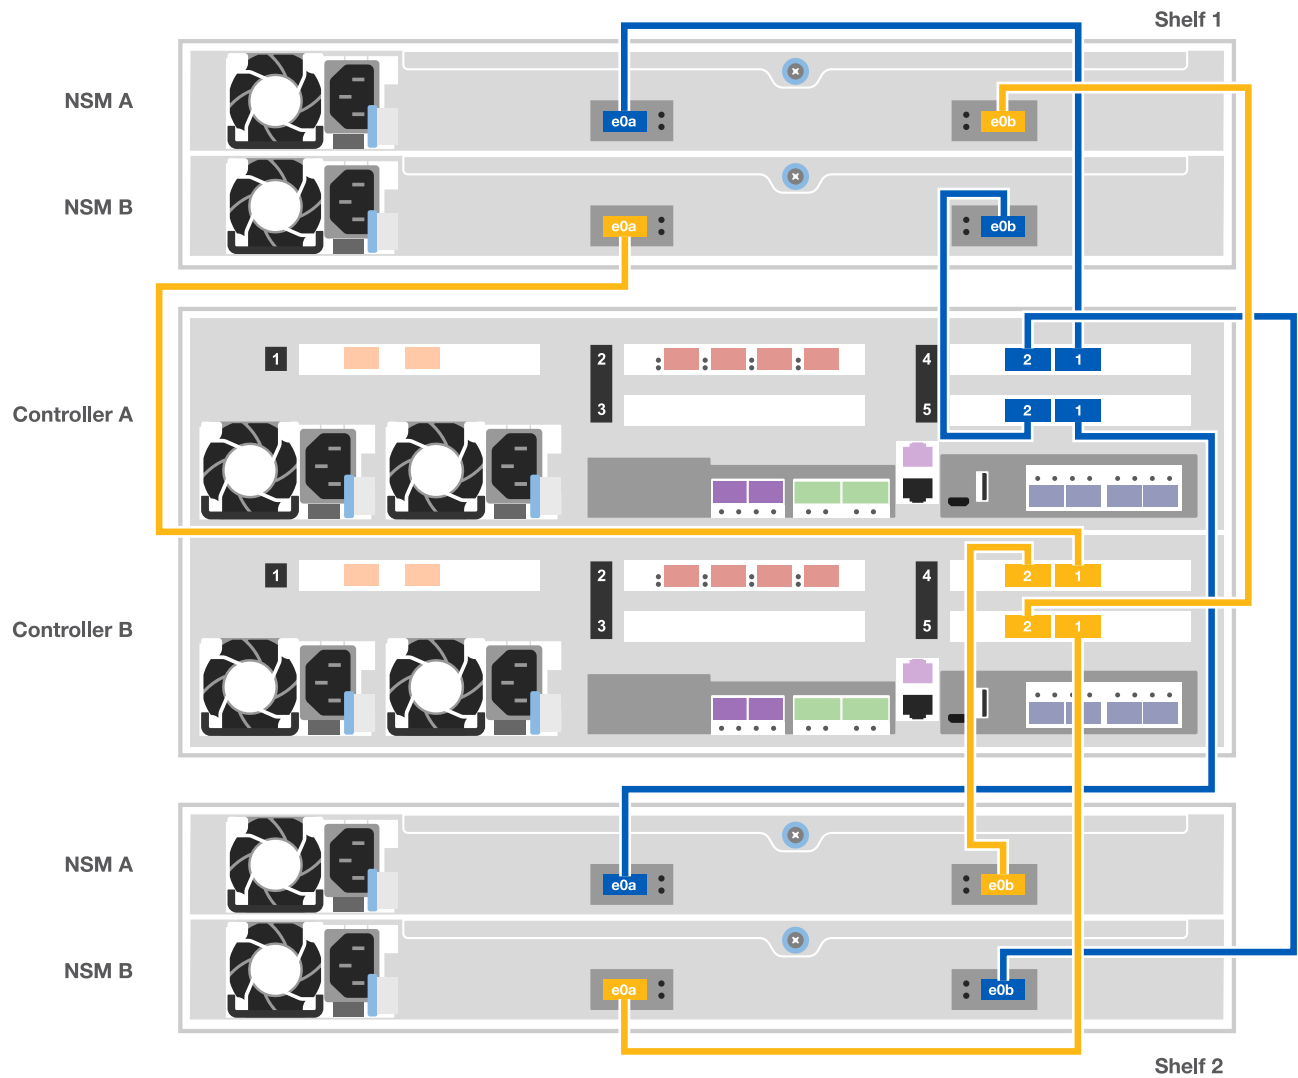 Shelf 1
NSM A
e0a
e0b
NSM B
e0a
e0b
Controller A
1
2
3
4
5
2 1
2 1
Controller B
1
2
3
4
5
2 1
2 1
NSM A
e0a
e0b
NSM B
e0a
e0b
Shelf 2